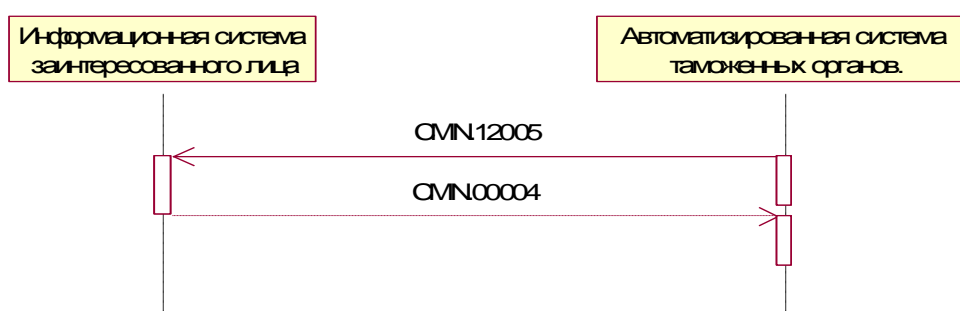 Информационная система
заинтересованного лица
Автоматизированная система
таможенных органов.
CMN.12005
CMN.00004